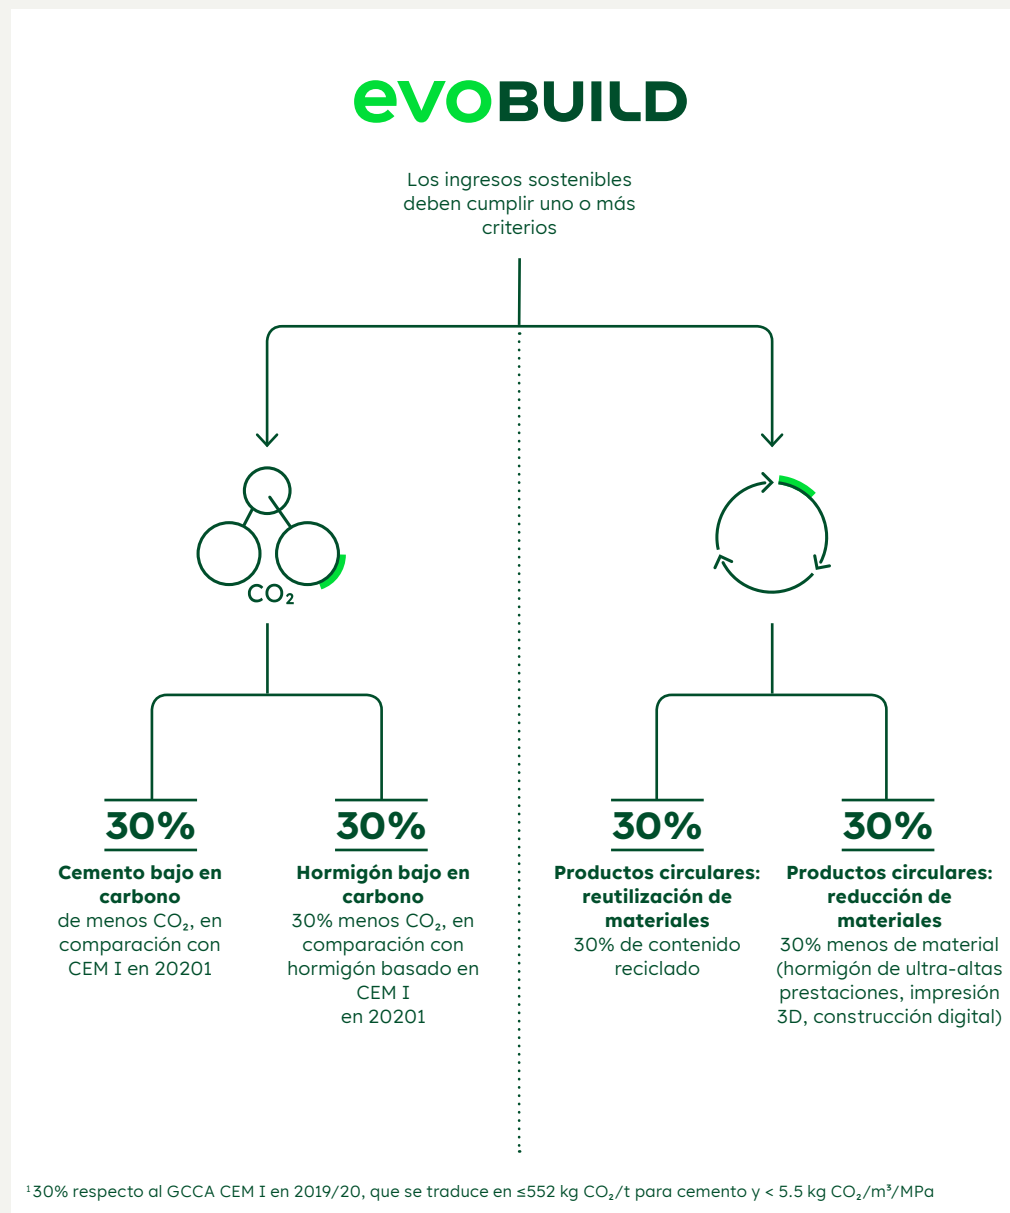 evoBUILD
Los ingresos sostenibles
deben cumplir uno o más
criterios
CO₂
30%
Cemento bajo en
carbono
de menos CO₂, en
comparación con
CEM I en 20201
30%
Hormigón bajo en
carbono
30% menos CO₂, en
comparación con
hormigón basado en
CEM I
en 20201
30%
Productos circulares:
reutilización de
materiales
30% de contenido
reciclado
30%
Productos circulares:
reducción de
materiales
30% menos de material
(hormigón de ultra-altas
prestaciones, impresión
3D, construcción digital)
¹30% respecto al GCCA CEM I en 2019/20, que se traduce en ≤552 kg CO₂/t para cemento y < 5.5 kg CO₂/m³/MPa